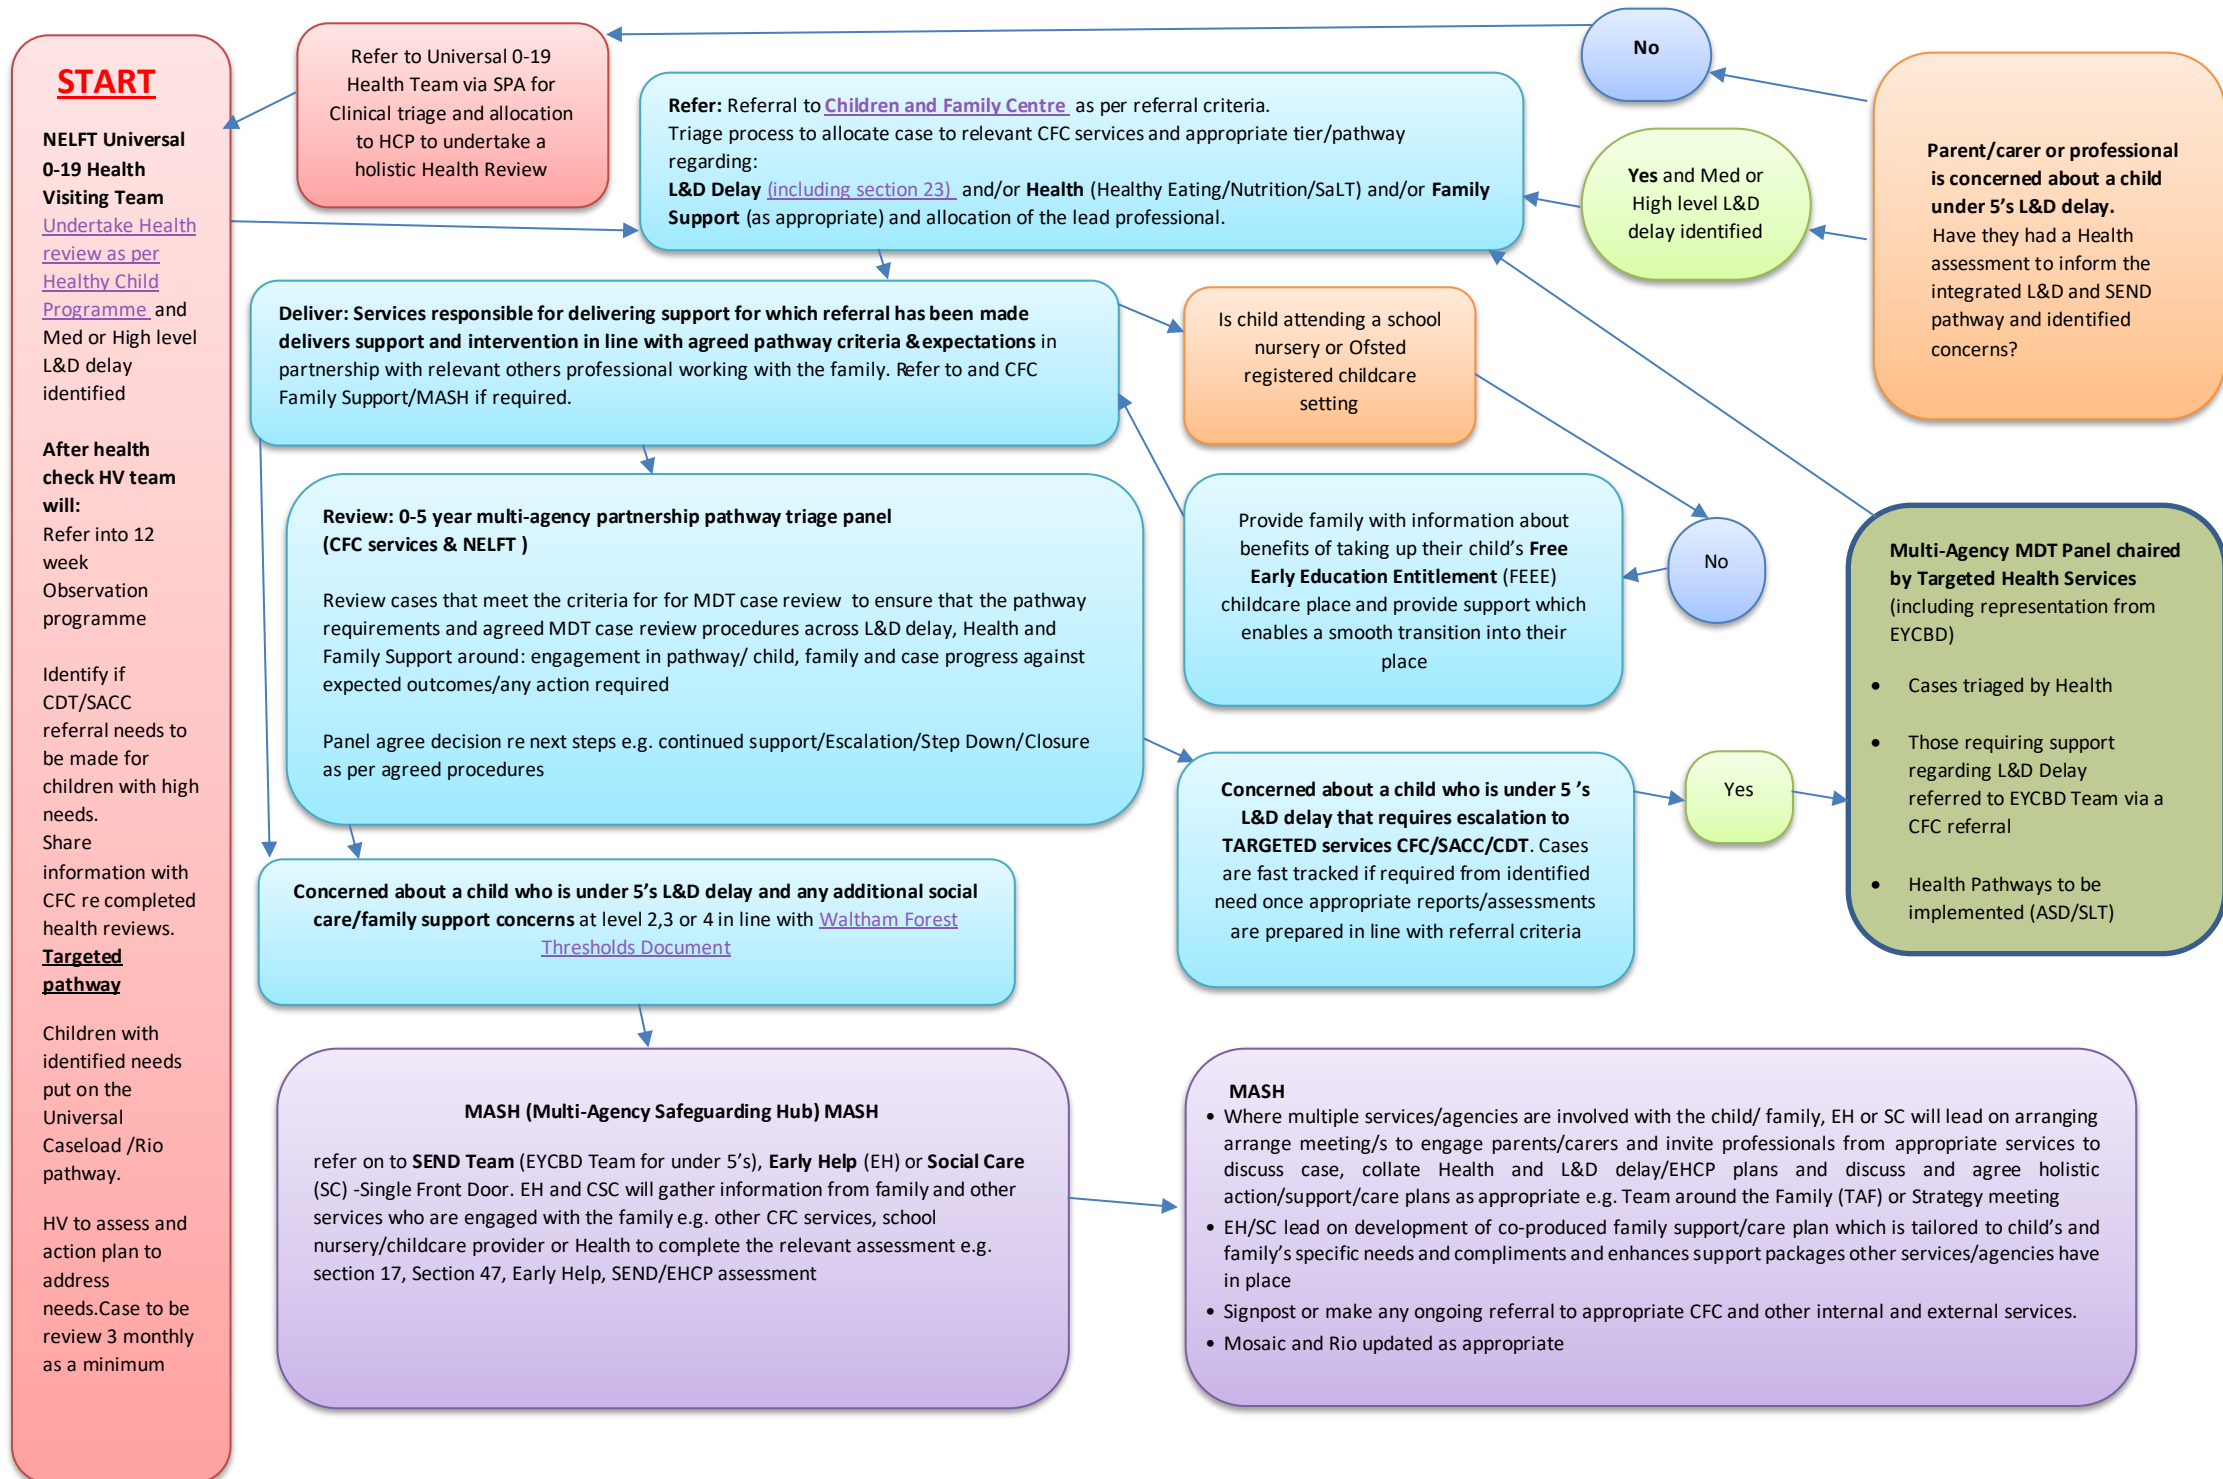 START
NELFT Universal
0-19 Health
Visiting Team
Undertake Health
review as per
Healthy Child
Programme and
Med or High level
L&D delay
identified
After health
check HV team
will:
Refer into 12
week
Observation
programme
Identify if
CDT/SACC
referral needs to
be made for
children with high
needs.
Share
information with
CFC re completed
health reviews.
Targeted
pathway
Children with
identified needs
put on the
Universal
Caseload /Rio
pathway.
HV to assess and
action plan to
address
needs.Case to be
review 3 monthly
as a minimum
Refer to Universal 0-19
Health Team via SPA for
Clinical triage and allocation
to HCP to undertake a
holistic Health Review
No
Refer: Referral to Children and Family Centre as per referral criteria.
Triage process to allocate case to relevant CFC services and appropriate tier/pathway
regarding:
L&D Delay (including section 23) and/or Health (Healthy Eating/Nutrition/SaLT) and/or Family
Support (as appropriate) and allocation of the lead professional.
Yes and Med or
High level L&D
delay identified
Parent/carer or professional
is concerned about a child
under 5's L&D delay.
Have they had a Health
assessment to inform the
integrated L&D and SEND
pathway and identified
concerns?
Deliver: Services responsible for delivering support for which referral has been made
delivers support and intervention in line with agreed pathway criteria &expectations in
partnership with relevant others professional working with the family. Refer to and CFC
Family Support/MASH if required.
Is child attending a school
nursery or Ofsted
registered childcare
setting
Review: 0-5 year multi-agency partnership pathway triage panel
(CFC services & NELFT )
Review cases that meet the criteria for for MDT case review to ensure that the pathway
requirements and agreed MDT case review procedures across L&D delay, Health and
Family Support around: engagement in pathway/ child, family and case progress against
expected outcomes/any action required
Panel agree decision re next steps e.g. continued support/Escalation/Step Down/Closure
as per agreed procedures
Provide family with information about
benefits of taking up their child's Free
Early Education Entitlement (FEEE)
childcare place and provide support which
enables a smooth transition into their
place
No
Multi-Agency MDT Panel chaired
by Targeted Health Services
(including representation from
EYCBD)
• Cases triaged by Health
• Those requiring support
regarding L&D Delay
referred to EYCBD Team via a
CFC referral
• Health Pathways to be
implemented (ASD/SLT)
Concerned about a child who is under 5 's
L&D delay that requires escalation to
TARGETED services CFC/SACC/CDT. Cases
are fast tracked if required from identified
need once appropriate reports/assessments
are prepared in line with referral criteria
Yes
Concerned about a child who is under 5's L&D delay and any additional social
care/family support concerns at level 2,3 or 4 in line with Waltham Forest
Thresholds Document
MASH (Multi-Agency Safeguarding Hub) MASH
refer on to SEND Team (EYCBD Team for under 5's), Early Help (EH) or Social Care
(SC) -Single Front Door. EH and CSC will gather information from family and other
services who are engaged with the family e.g. other CFC services, school
nursery/childcare provider or Health to complete the relevant assessment e.g.
section 17, Section 47, Early Help, SEND/EHCP assessment
MASH
• Where multiple services/agencies are involved with the child/ family, EH or SC will lead on arranging
arrange meeting/s to engage parents/carers and invite professionals from appropriate services to
discuss case, collate Health and L&D delay/EHCP plans and discuss and agree holistic
action/support/care plans as appropriate e.g. Team around the Family (TAF) or Strategy meeting
• EH/SC lead on development of co-produced family support/care plan which is tailored to child's and
family's specific needs and compliments and enhances support packages other services/agencies have
in place
• Signpost or make any ongoing referral to appropriate CFC and other internal and external services.
• Mosaic and Rio updated as appropriate